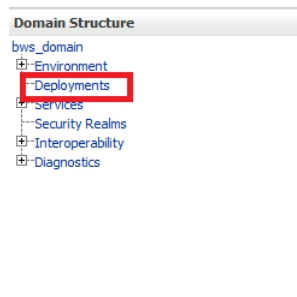 Domain Structure
bws_domain
Environment
Deployments
Services
Security Realms
Interoperability
Diagnostics